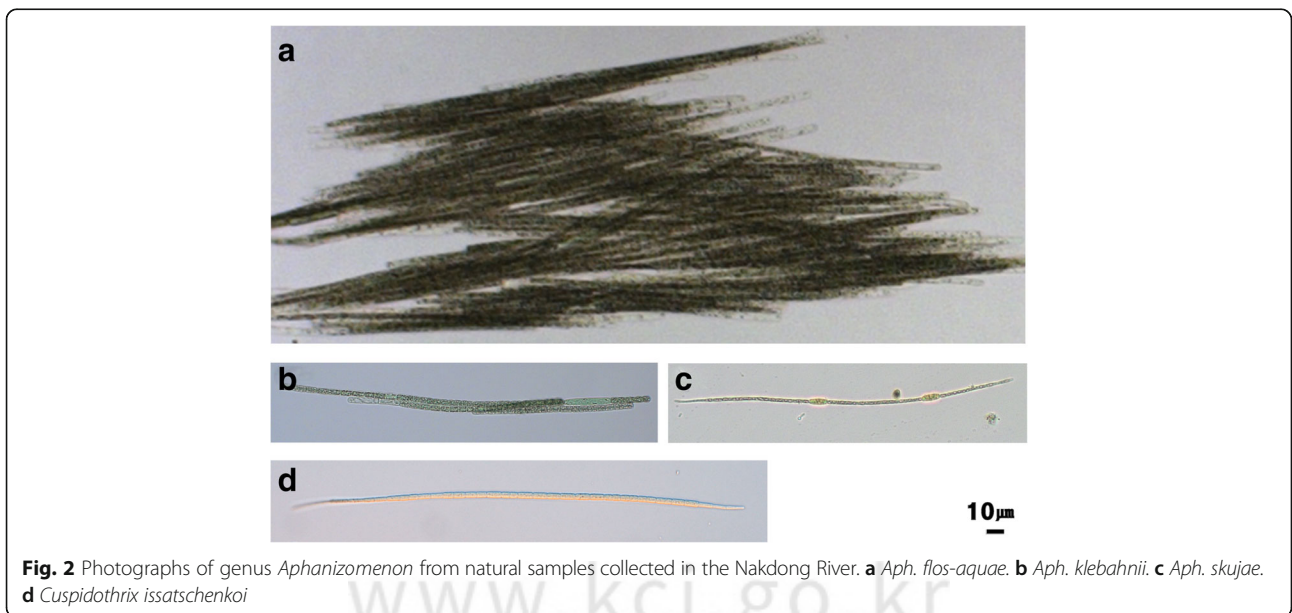 a
b
c
d
10μm
Fig. 2 Photographs of genus Aphanizomenon from natural samples collected in the Nakdong River. a Aph. flos-aquae. b Aph. klebahnii. c Aph. skujae.
d Cuspidothrix issatschenkoi
www.kci.go.kr